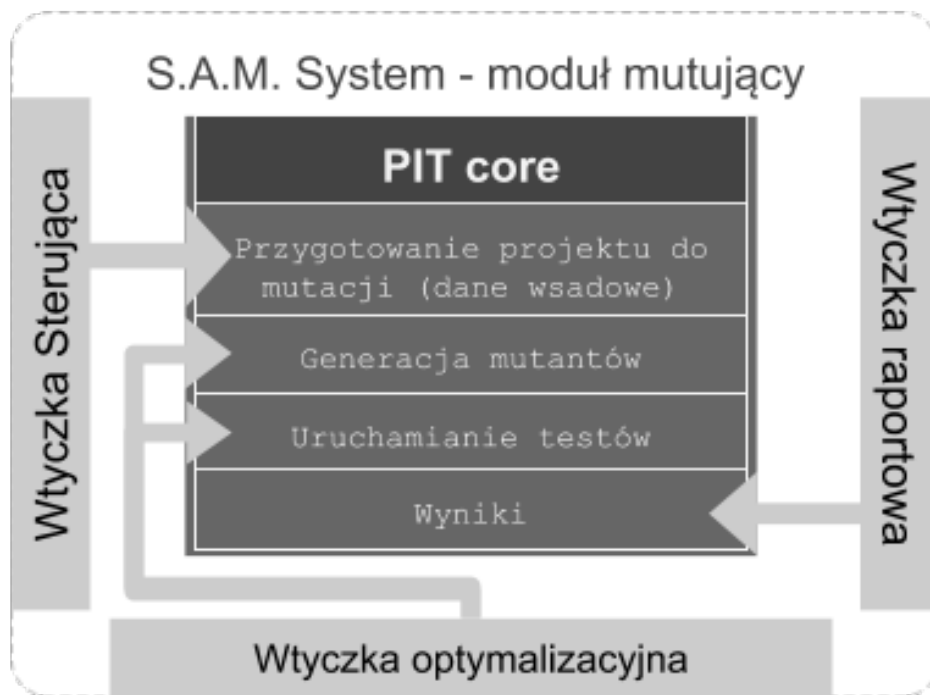 S.A.M. System - moduł mutujący
Wtyczka Sterująca
PIT core
Przygotowanie projektu do
mutacji (dane wsadowe)
Generacja mutantów
Uruchamianie testów
Wyniki
Wtyczka raportowa
Wtyczka optymalizacyjna